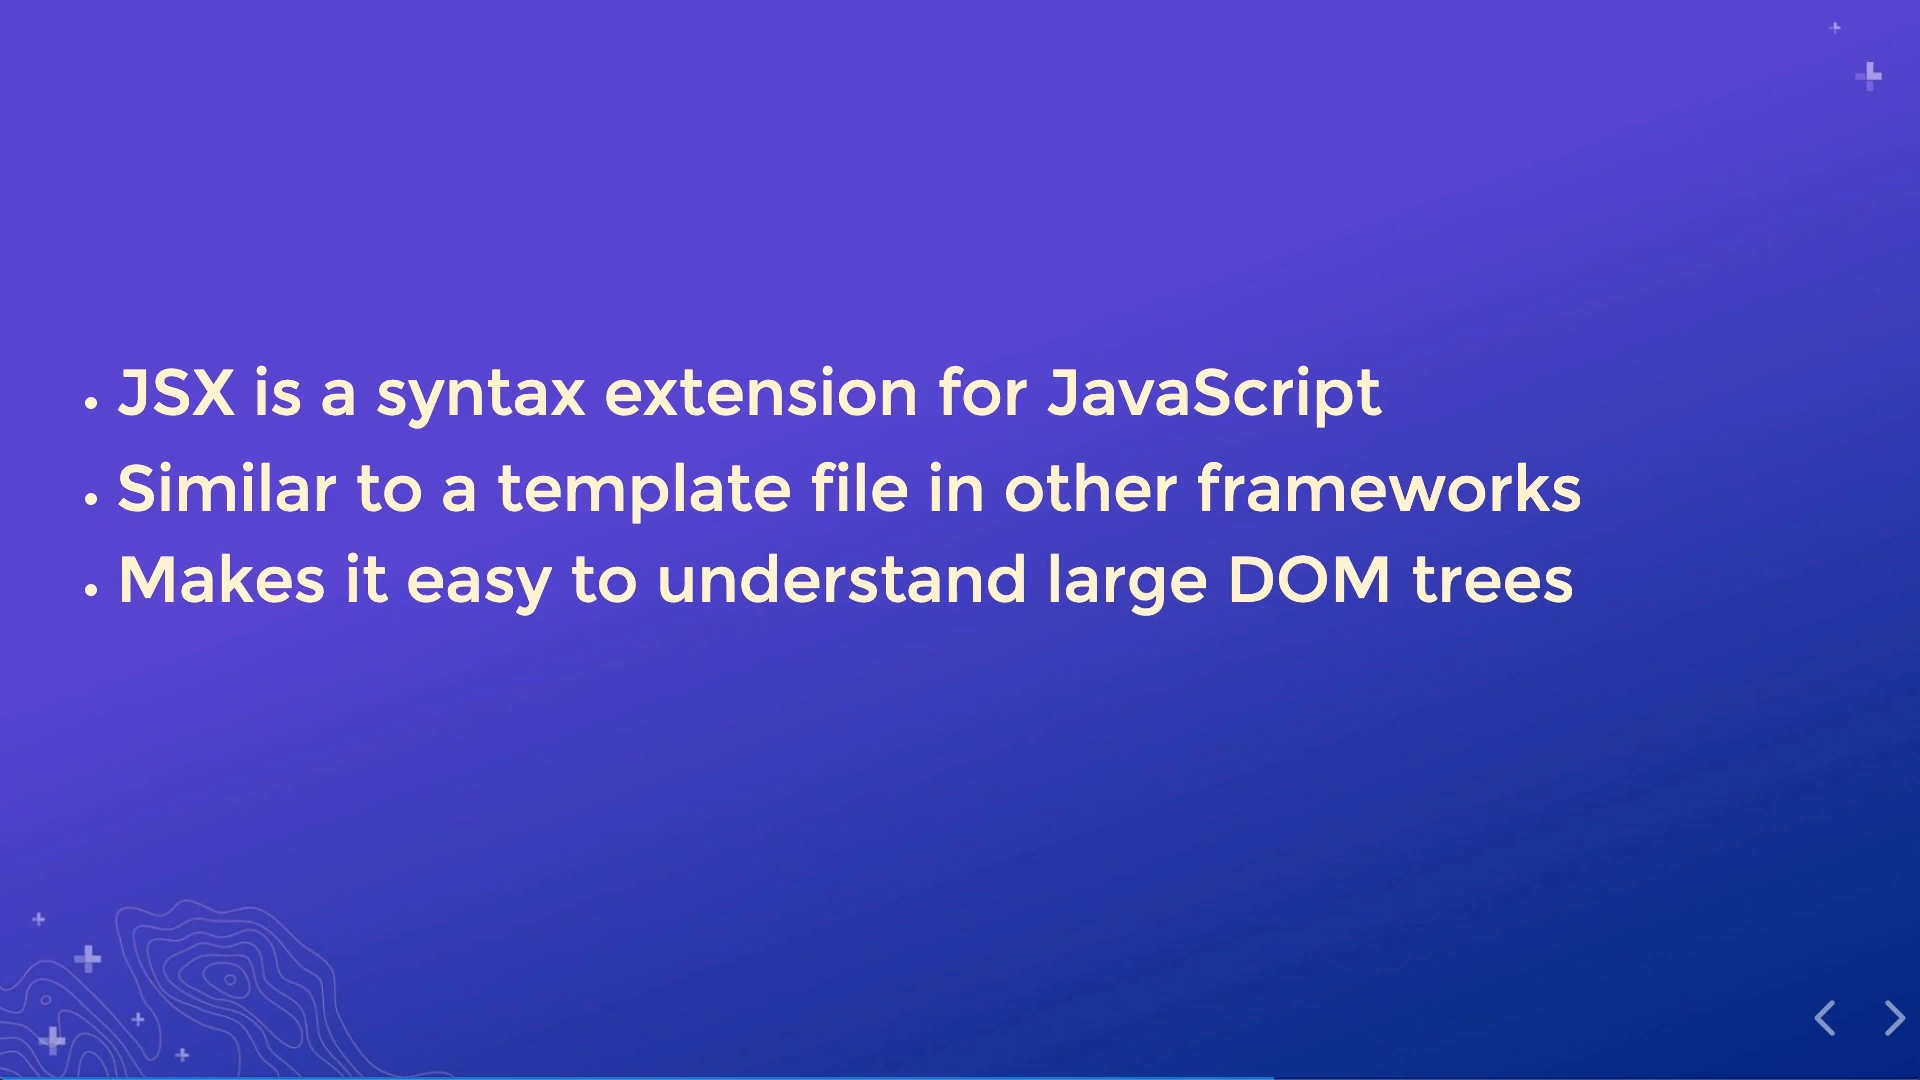 • JSX is a syntax extension for JavaScript
• Similar to a template file in other frameworks
• Makes it easy to understand large DOM trees